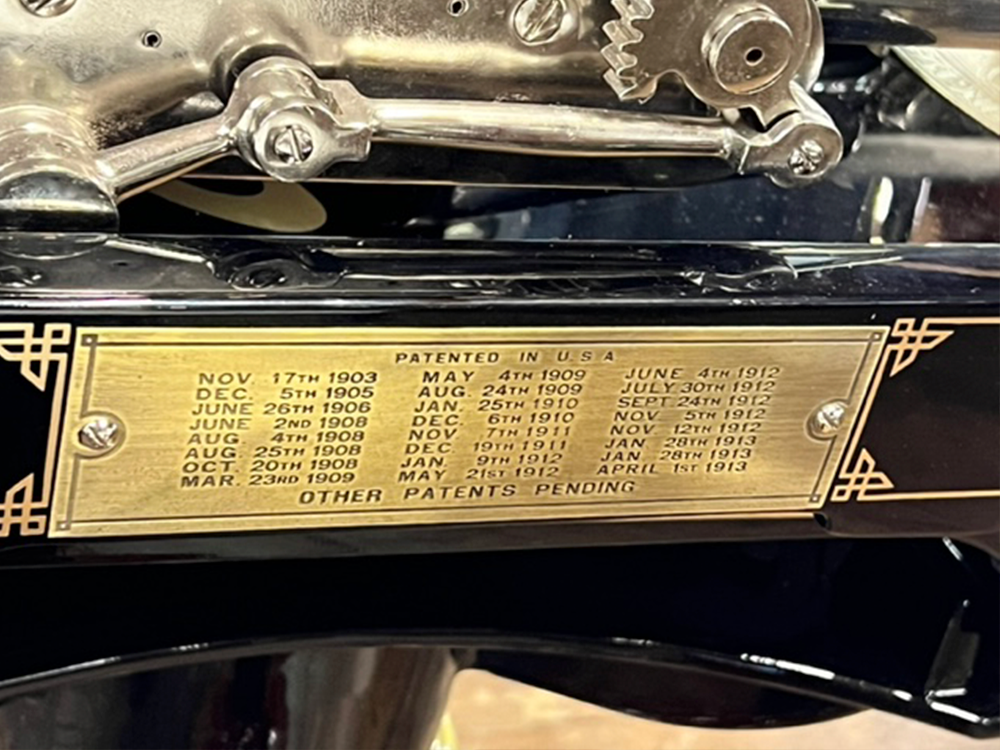 PATENTED IN U.S.A.
NOV. 17TH 1903
DEC. 5TH 1905
JUNE 26TH 1906
JUNE 2ND 1908
AUG. 4TH 1908
AUG. 25TH 1908
OCT. 20TH 1908
MAR. 23RD 1909
MAY 4TH 1909
AUG. 24TH 1909
JAN. 25TH 1910
DEC. 6TH 1910
NOV. 7TH 1911
DEC. 19TH 1911
JAN. 9TH 1912
MAY 21ST 1912
JUNE 4TH 1912
JULY 30TH 1912
SEPT. 24TH 1912
NOV. 5TH 1912
NOV. 12TH 1912
JAN. 28TH 1913
JAN. 28TH 1913
APRIL 1ST 1913
OTHER PATENTS PENDING